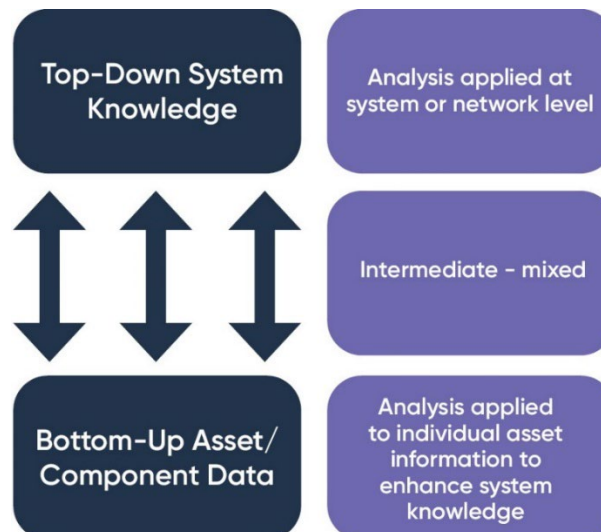 Top-Down System
Knowledge
Analysis applied at
system or network level
Intermediate - mixed
Bottom-Up Asset/
Component Data
Analysis applied
to individual asset
information to
enhance system
knowledge